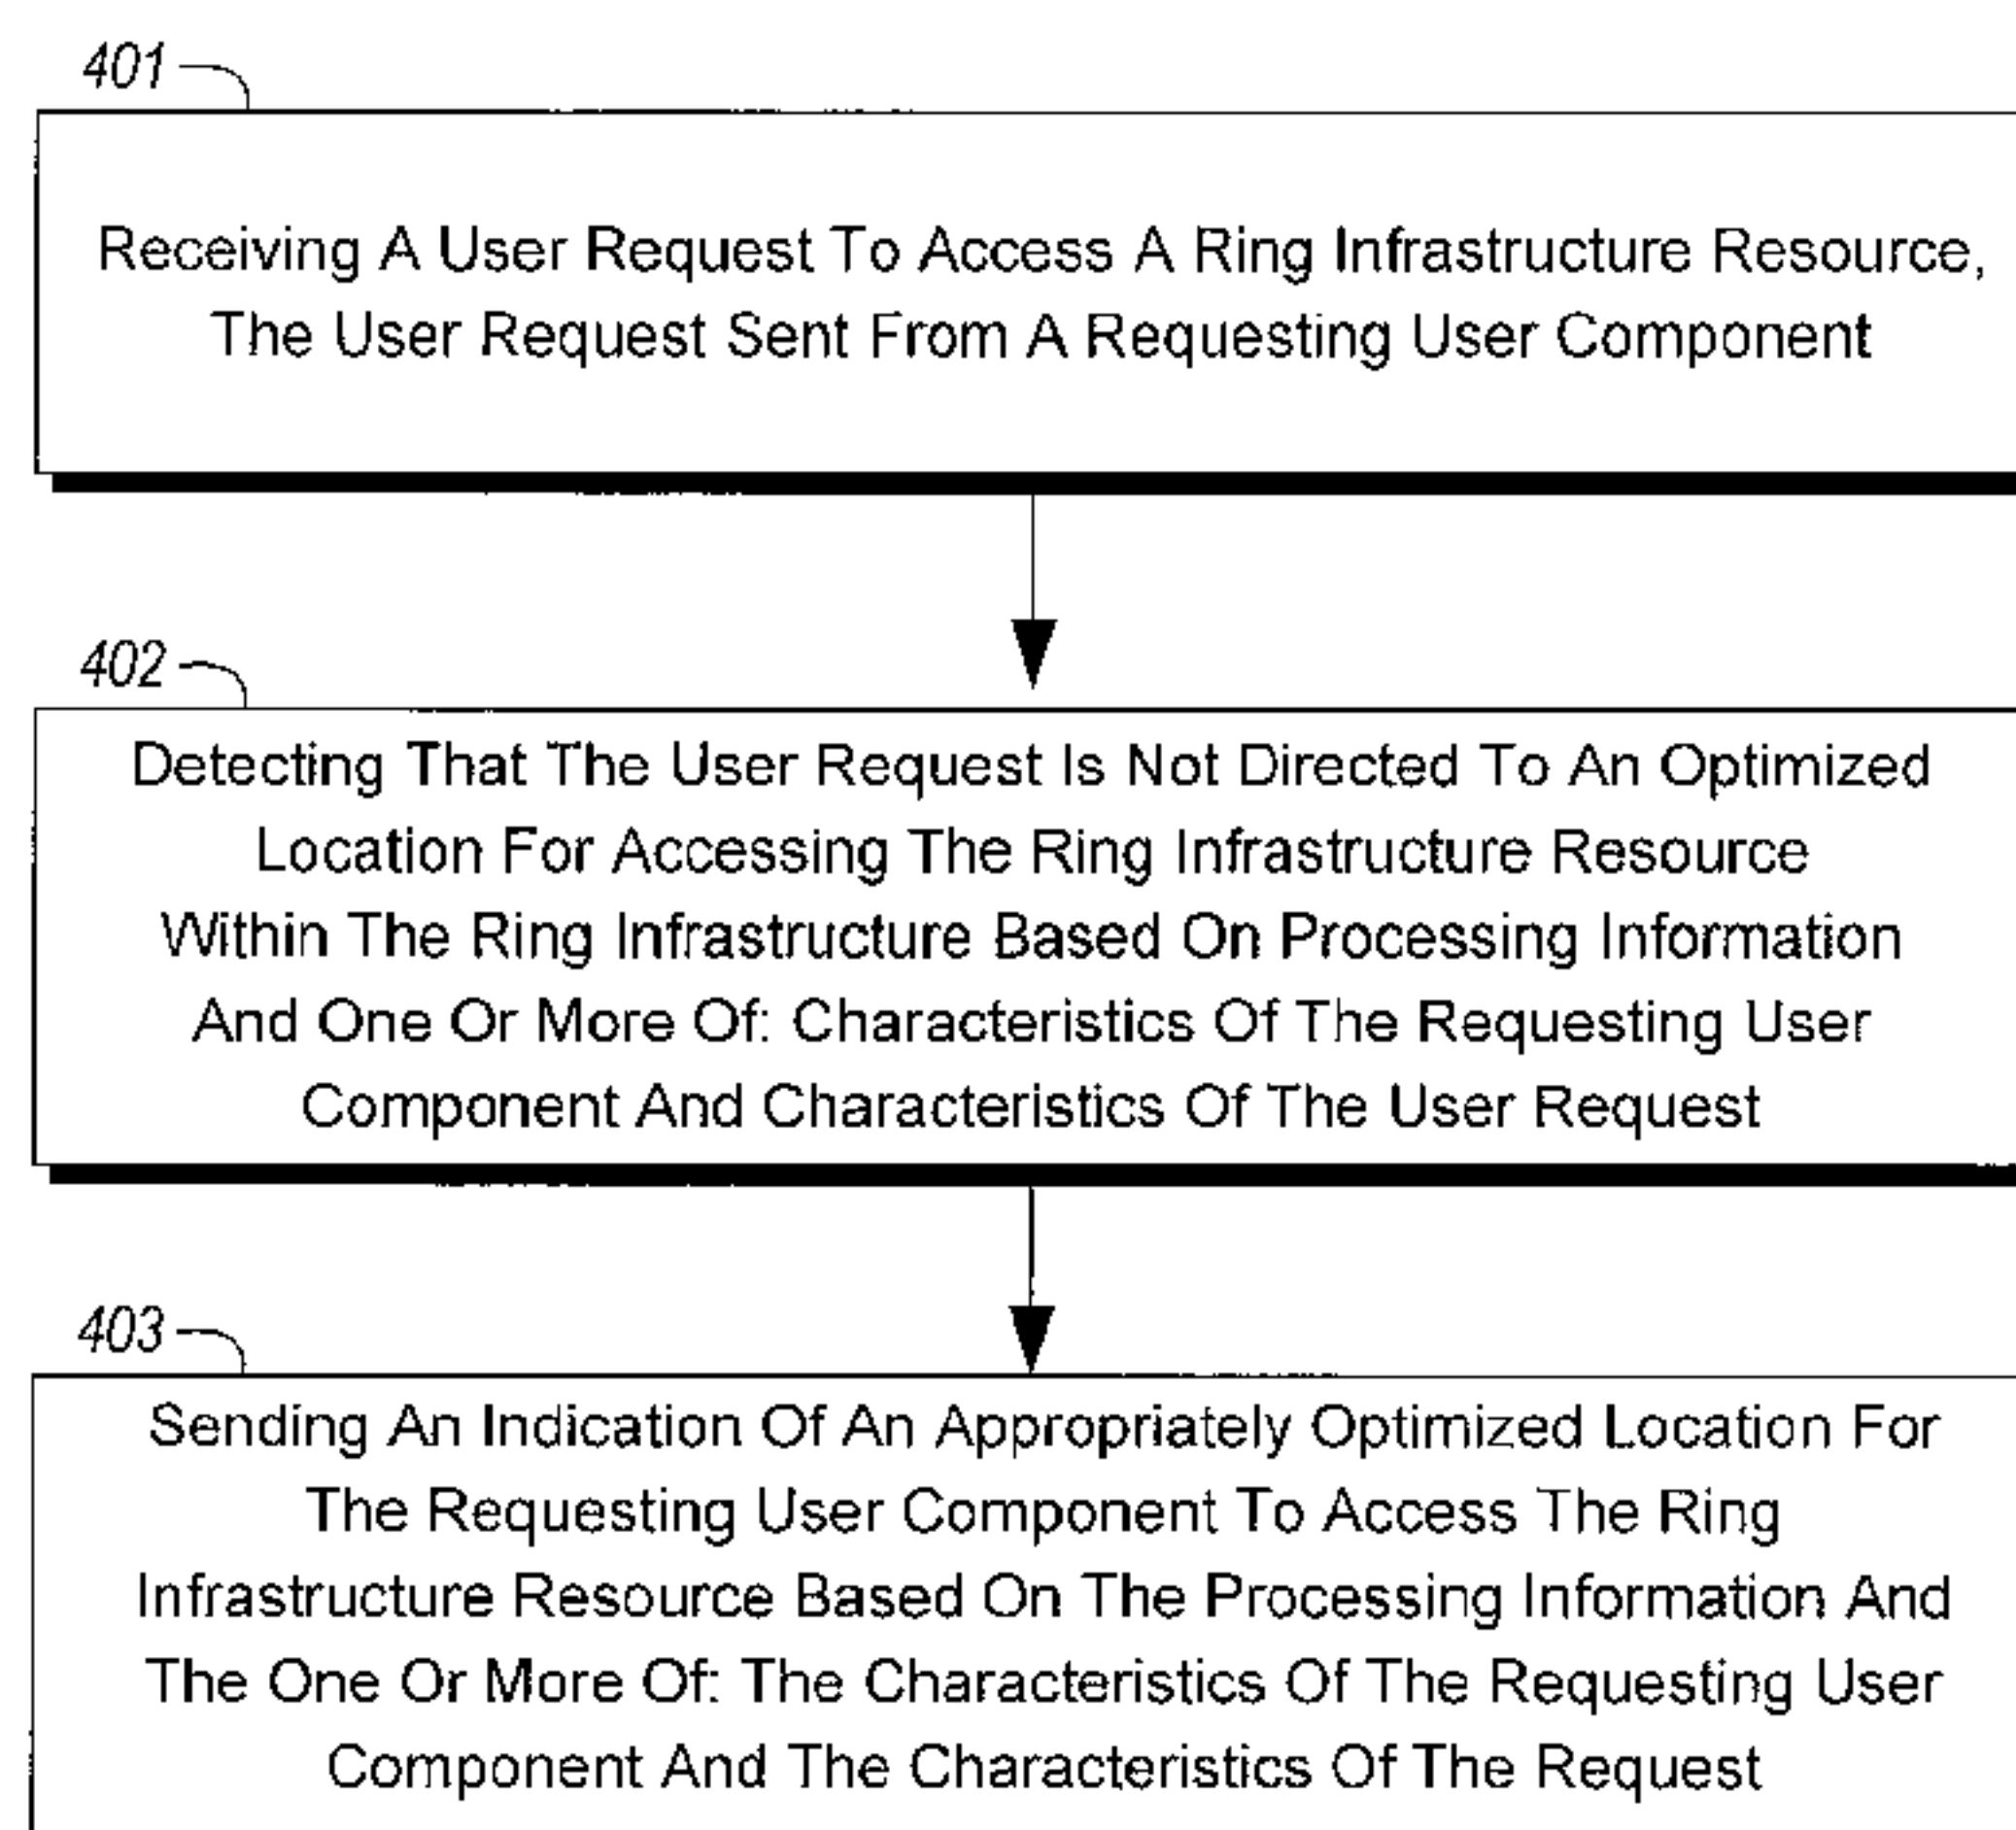 401
Receiving A User Request To Access A Ring Infrastructure Resource,
The User Request Sent From A Requesting User Component
402
Detecting That The User Request Is Not Directed To An Optimized
Location For Accessing The Ring Infrastructure Resource
Within The Ring Infrastructure Based On Processing Information
And One Or More Of: Characteristics Of The Requesting User
Component And Characteristics Of The User Request
403
Sending An Indication Of An Appropriately Optimized Location For
The Requesting User Component To Access The Ring
Infrastructure Resource Based On The Processing Information And
The One Or More Of: The Characteristics Of The Requesting User
Component And The Characteristics Of The Request